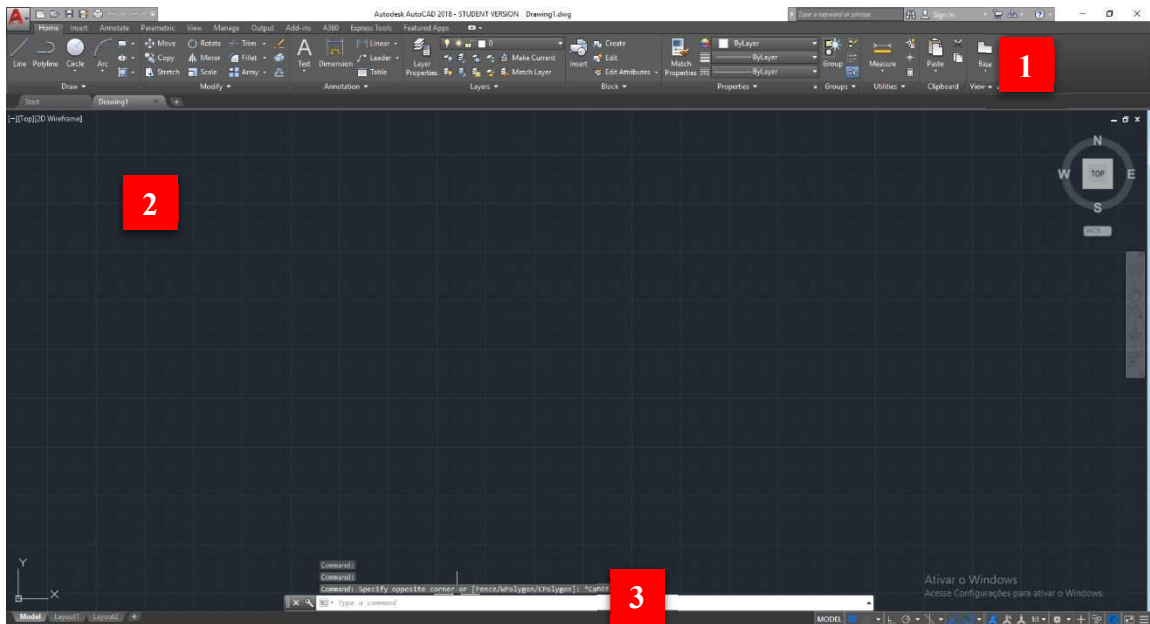 Autodesk AutoCAD 2018 - STUDENT VERSION Drawing1.dwg
Type a keyword or phrase
Sign In
Home Insert Annotate Parametric View Manage Output Add-ins A360 Express Tools Featured Apps
Line Polyline Circle Arc
Move Rotate Trim
Copy Mirror Fillet
Stretch Scale Array
Text Dimension
Linear
Leader
Table
Layer Properties
0
Make Current
Match Layer
Insert
Create
Edit
Edit Attributes
Match Properties
ByLayer
ByLayer
ByLayer
Group
Measure
Paste
Base
1
Draw Modify Annotation Layers Block Properties Groups Utilities Clipboard View
Start Drawing1
[−][Top][2D Wireframe]
N
W TOP E
S
WCS
2
Y
X
Command:
Command:
Command: Specify opposite corner or [Fence/WPolygon/CPolygon]: *Cance
Type a command
3
Ativar o Windows
Acesse Configurações para ativar o Windows.
Model Layout1 Layout2
MODEL
1:1